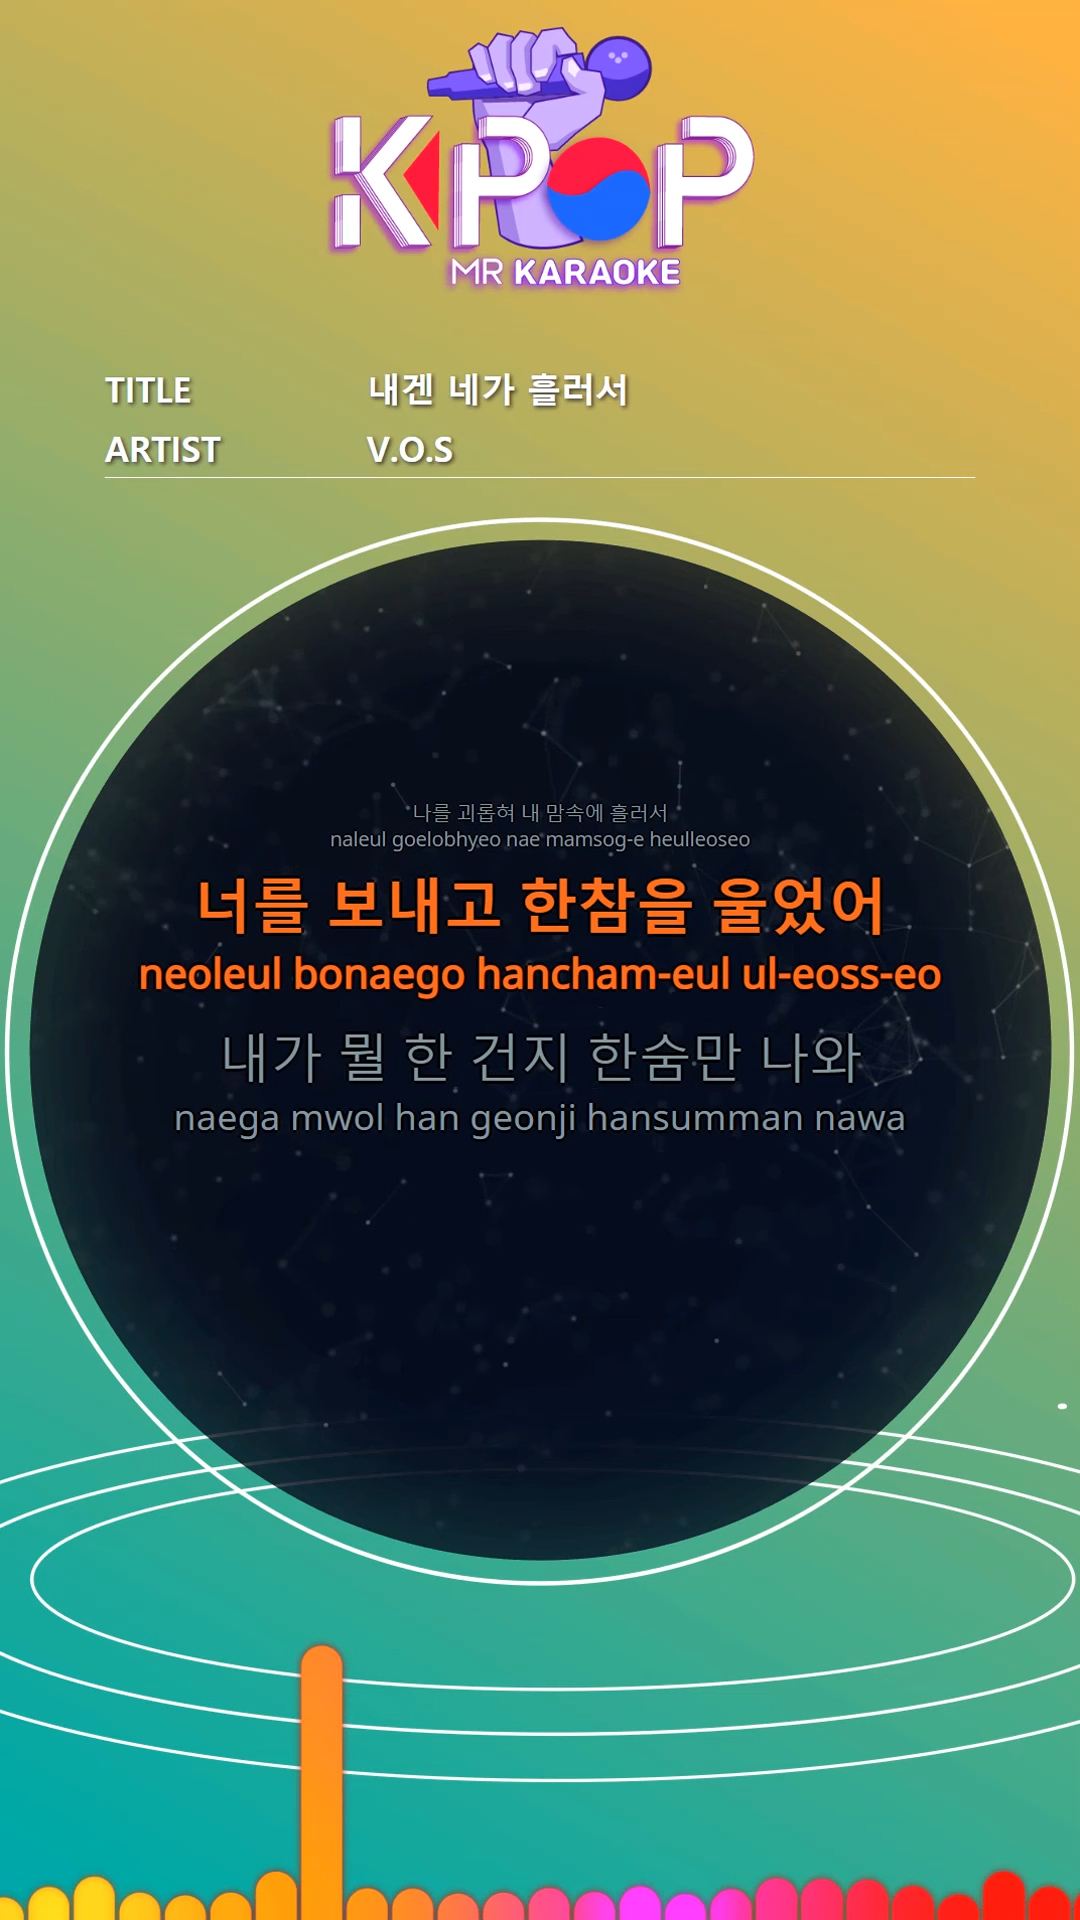 KPOP
MR KARAOKE
TITLE 내겐 네가 흘러서
ARTIST V.O.S
나를 괴롭혀 내 맘속에 흘러서
naleul goelobhyeo nae mamsog-e heulleoseo
너를 보내고 한참을 울었어
neoleul bonaego hancham-eul ul-eoss-eo
내가 뭘 한 건지 한숨만 나와
naega mwol han geonji hansumman nawa